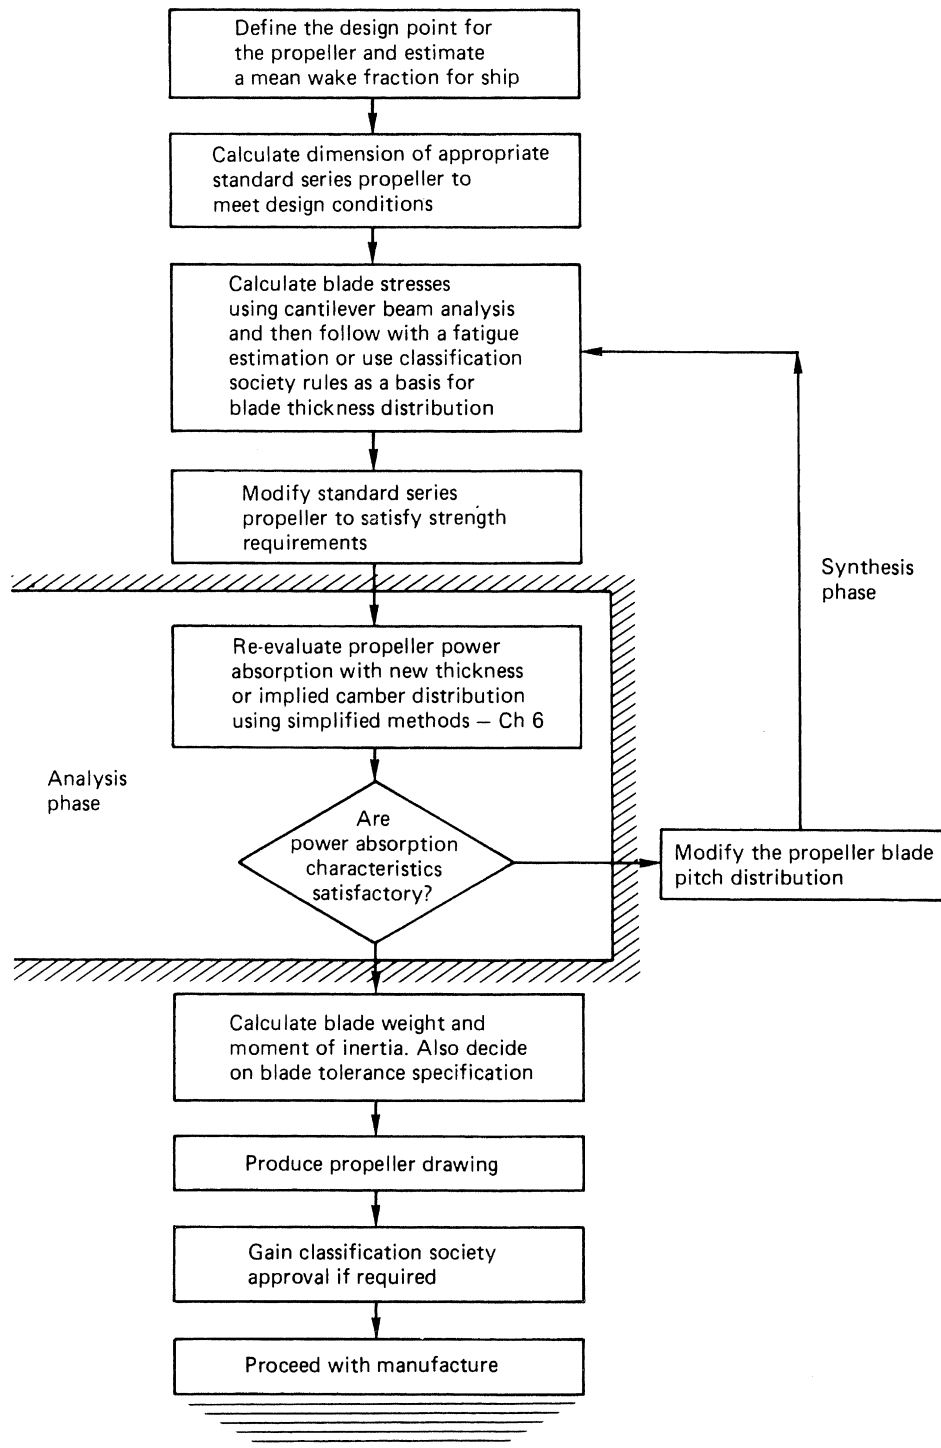 Define the design point for
the propeller and estimate
a mean wake fraction for ship
Calculate dimension of appropriate
standard series propeller to
meet design conditions
Calculate blade stresses
using cantilever beam analysis
and then follow with a fatigue
estimation or use classification
society rules as a basis for
blade thickness distribution
Modify standard series
propeller to satisfy strength
requirements
Synthesis
phase
Re-evaluate propeller power
absorption with new thickness
or implied camber distribution
using simplified methods — Ch 6
Analysis
phase
Are
power absorption
characteristics
satisfactory?
Modify the propeller blade
pitch distribution
Calculate blade weight and
moment of inertia. Also decide
on blade tolerance specification
Produce propeller drawing
Gain classification society
approval if required
Proceed with manufacture